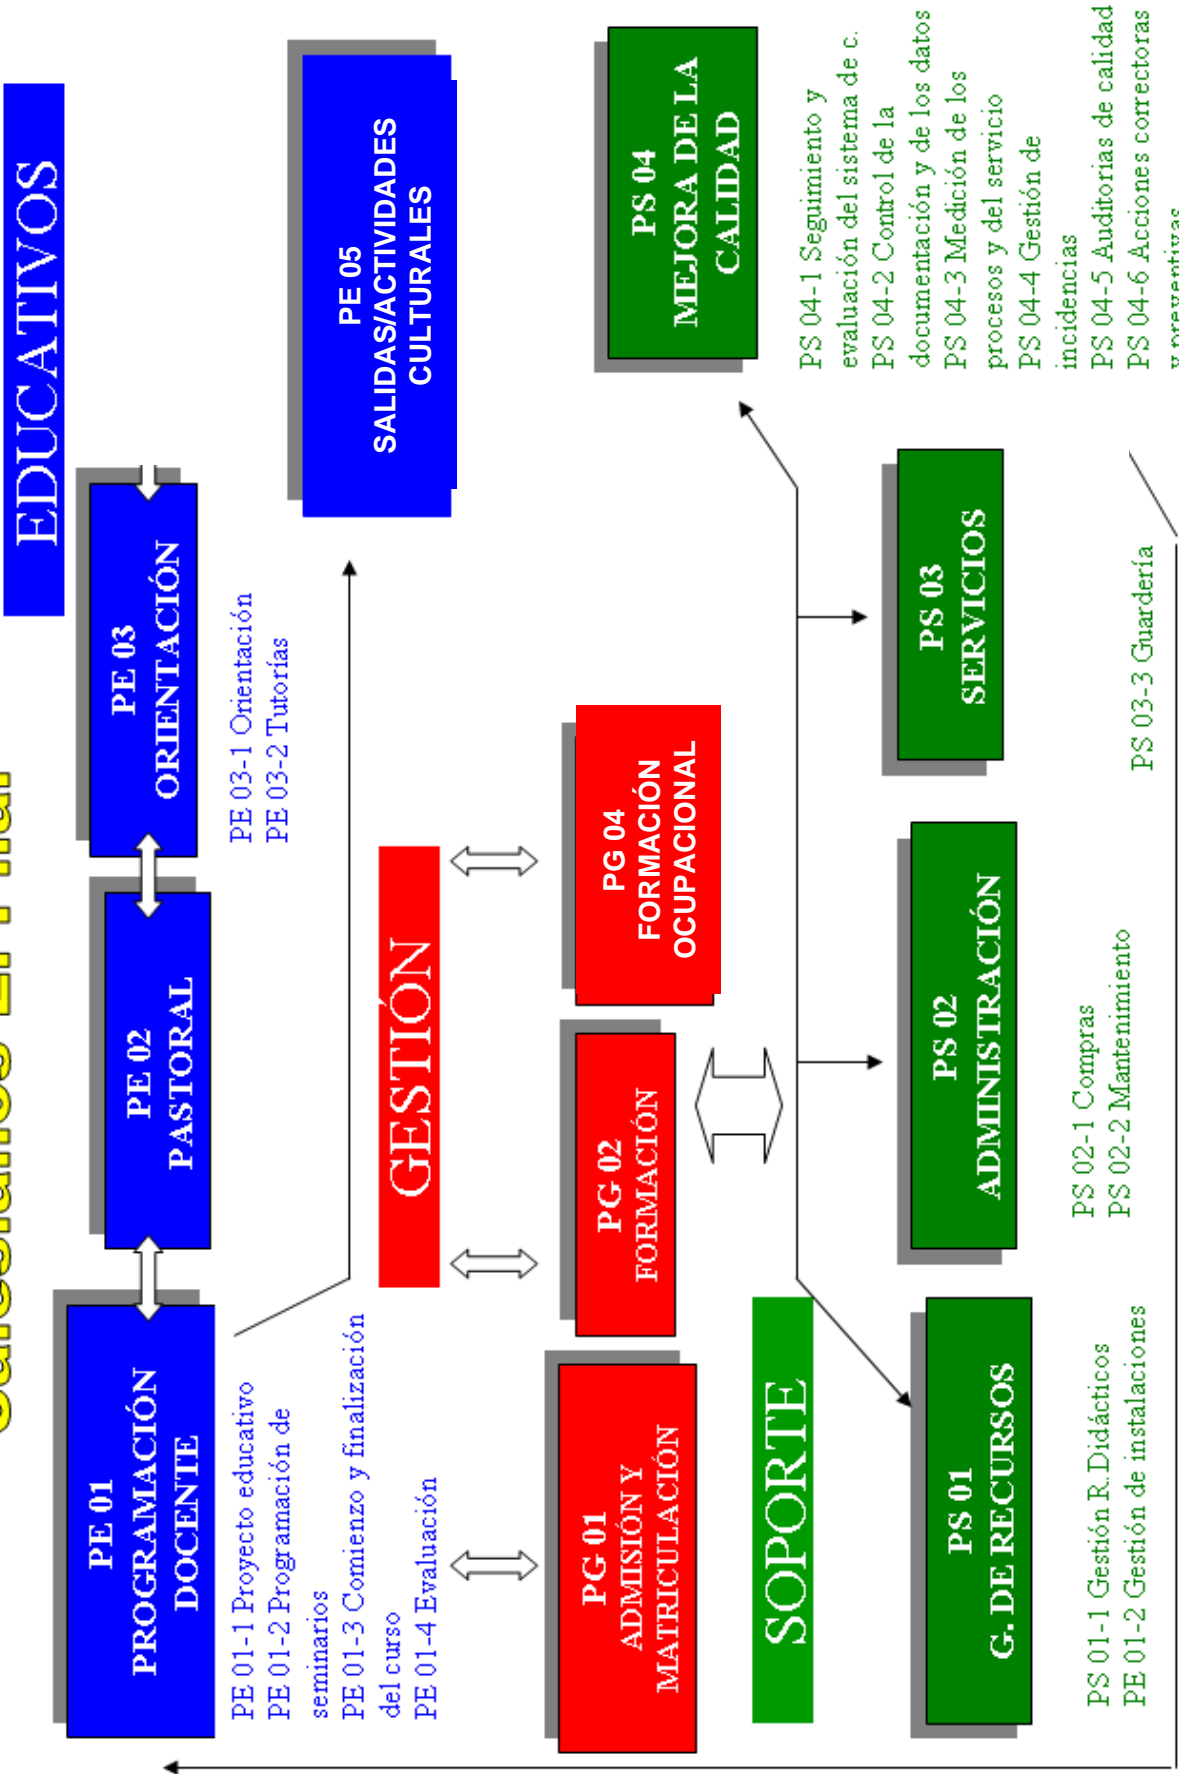 EDUCATIVOS
PE 01
PROGRAMACIÓN
DOCENTE
PE 02
PASTORAL
PE 03
ORIENTACIÓN
PE 01-1 Proyecto educativo
PE 01-2 Programación de
seminarios
PE 01-3 Comienzo y finalización
del curso
PE 01-4 Evaluación
PE 03-1 Orientación
PE 03-2 Tutorías
PE 05
SALIDAS/ACTIVIDADES
CULTURALES
GESTIÓN
PG 01
ADMISIÓN Y
MATRICULACIÓN
PG 02
FORMACIÓN
PG 04
FORMACIÓN
OCUPACIONAL
SOPORTE
PS 04
MEJORA DE LA
CALIDAD
PS 04-1 Seguimiento y
evaluación del sistema de c.
PS 04-2 Control de la
documentación y de los datos
PS 04-3 Medición de los
procesos y del servicio
PS 04-4 Gestión de
incidencias
PS 04-5 Auditorias de calidad
PS 04-6 Acciones correctoras
y preventivas
PS 01
G. DE RECURSOS
PS 02
ADMINISTRACIÓN
PS 03
SERVICIOS
PS 01-1 Gestión R. Didácticos
PE 01-2 Gestión de instalaciones
PS 02-1 Compras
PS 02-2 Mantenimiento
PS 03-3 Guardería